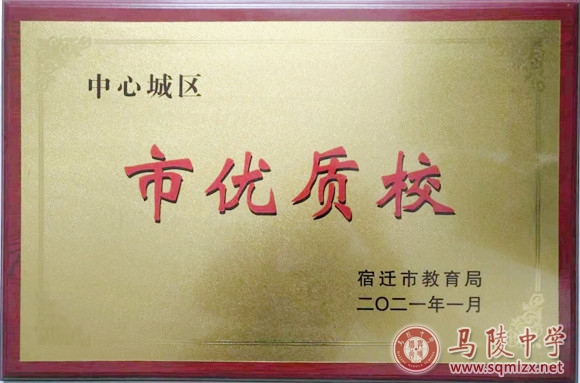 中心城区
市优质校
宿迁市教育局
二〇二一年一月
马陵中学
www.sqmlzx.net